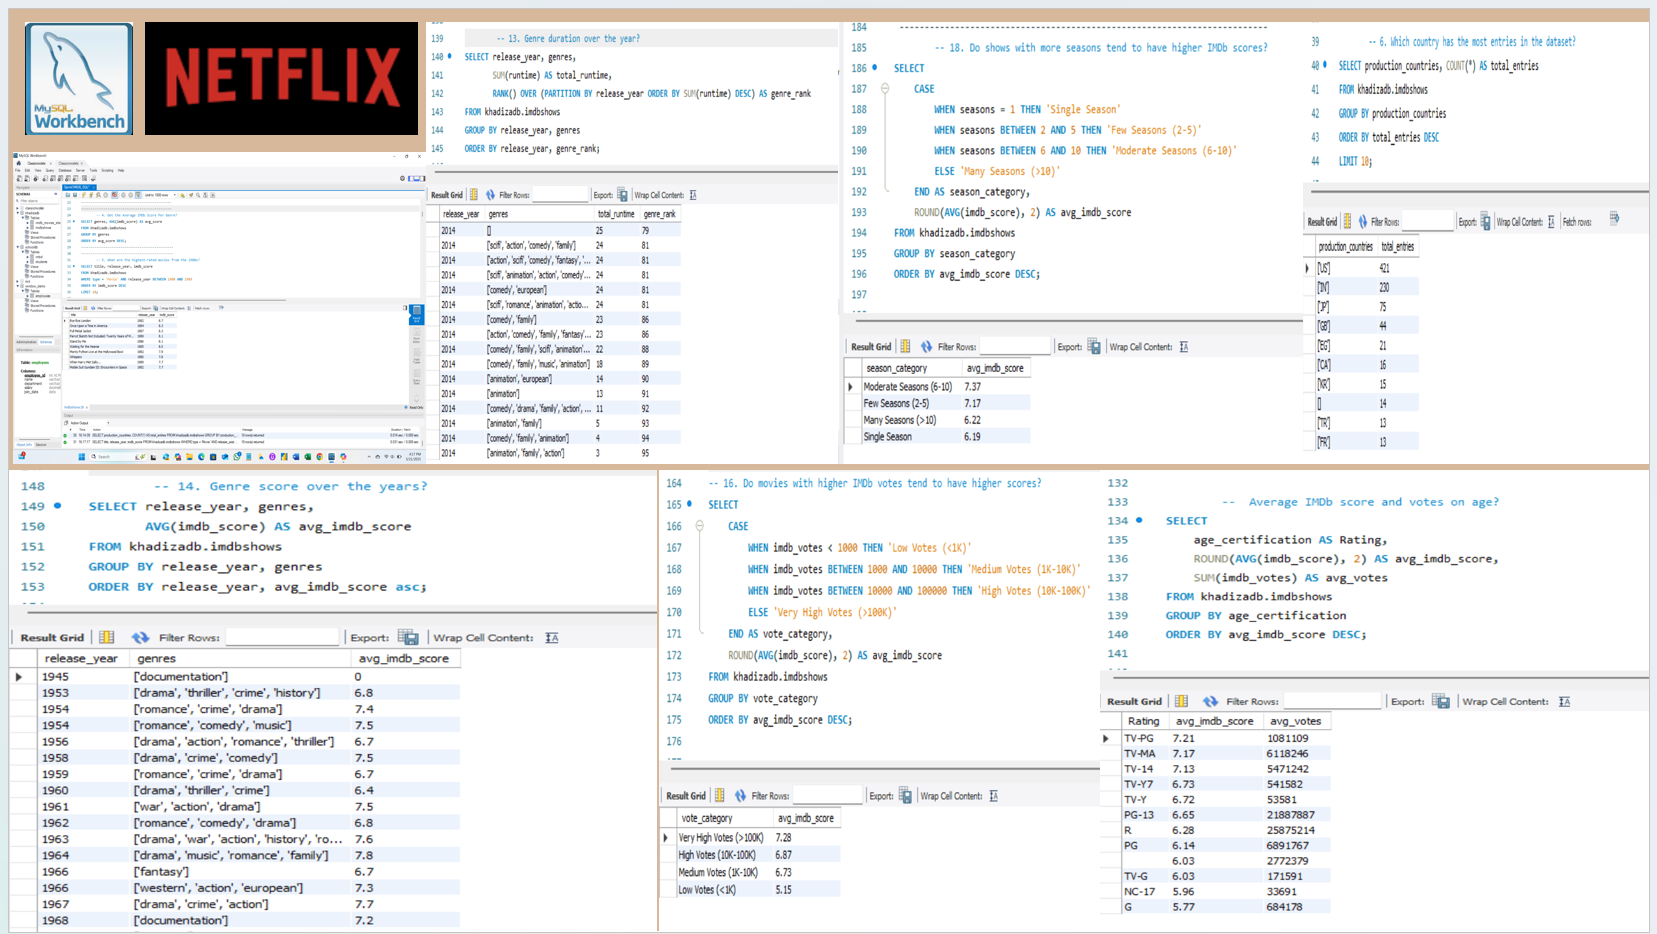 MySQL
Workbench
NETFLIX
139 -- 13. Genre duration over the year?
140 SELECT release_year, genres,
141 SUM(runtime) AS total_runtime,
142 RANK() OVER (PARTITION BY release_year ORDER BY SUM(runtime) DESC) AS genre_rank
143 FROM khadizadb.imdbshows
144 GROUP BY release_year, genres
145 ORDER BY release_year, genre_rank;
Result Grid Filter Rows: Export: Wrap Cell Content:
release_year genres total_runtime genre_rank
2014 [] 25 79
2014 ['scifi', 'action', 'comedy', 'family'] 24 81
2014 ['action', 'scifi', 'comedy', 'fantasy', '... 24 81
2014 ['scifi', 'animation', 'action', 'comedy'... 24 81
2014 ['comedy', 'european'] 24 81
2014 ['scifi', 'romance', 'animation', 'actio... 24 81
2014 ['comedy', 'family'] 23 86
2014 ['action', 'comedy', 'family', 'fantasy'... 23 86
2014 ['comedy', 'family', 'scifi', 'animation'... 22 88
2014 ['comedy', 'family', 'music', 'animation'] 18 89
2014 ['animation', 'european'] 14 90
2014 ['animation', 'comedy'] 13 91
2014 ['comedy', 'drama', 'family', 'action', ... 11 92
2014 ['animation', 'family'] 5 93
2014 ['comedy', 'family', 'animation'] 4 94
2014 ['animation', 'family', 'action'] 3 95
184
185 -- 18. Do shows with more seasons tend to have higher IMDb scores?
186 SELECT
187 CASE
188 WHEN seasons = 1 THEN 'Single Season'
189 WHEN seasons BETWEEN 2 AND 5 THEN 'Few Seasons (2-5)'
190 WHEN seasons BETWEEN 6 AND 10 THEN 'Moderate Seasons (6-10)'
191 ELSE 'Many Seasons (>10)'
192 END AS season_category,
193 ROUND(AVG(imdb_score), 2) AS avg_imdb_score
194 FROM khadizadb.imdbshows
195 GROUP BY season_category
196 ORDER BY avg_imdb_score DESC;
197
Result Grid Filter Rows: Export: Wrap Cell Content:
season_category avg_imdb_score
Moderate Seasons (6-10) 7.37
Few Seasons (2-5) 7.17
Many Seasons (>10) 6.22
Single Season 6.19
39 -- 6. Which country has the most entries in the dataset?
40 SELECT production_countries, COUNT(*) AS total_entries
41 FROM khadizadb.imdbshows
42 GROUP BY production_countries
43 ORDER BY total_entries DESC
44 LIMIT 10;
Result Grid Filter Rows: Export: Wrap Cell Content: Fetch rows:
production_countries total_entries
['US'] 421
['IN'] 230
['JP'] 75
['GB'] 44
['EG'] 21
['CA'] 16
['KR'] 15
[] 14
['TR'] 13
['FR'] 13
148 -- 14. Genre score over the years?
149 SELECT release_year, genres,
150 AVG(imdb_score) AS avg_imdb_score
151 FROM khadizadb.imdbshows
152 GROUP BY release_year, genres
153 ORDER BY release_year, avg_imdb_score asc;
Result Grid Filter Rows: Export: Wrap Cell Content:
release_year genres avg_imdb_score
1945 ['documentation'] 0
1953 ['drama', 'thriller', 'crime', 'history'] 6.8
1954 ['romance', 'crime', 'drama'] 7.4
1954 ['romance', 'comedy', 'music'] 7.5
1956 ['drama', 'action', 'romance', 'thriller'] 6.7
1958 ['drama', 'crime', 'comedy'] 7.5
1959 ['romance', 'crime', 'drama'] 6.7
1960 ['drama', 'thriller', 'crime'] 6.4
1961 ['war', 'action', 'drama'] 7.5
1962 ['romance', 'comedy', 'drama'] 6.8
1963 ['drama', 'war', 'action', 'history', 'ro... 7.6
1964 ['drama', 'music', 'romance', 'family'] 7.8
1966 ['fantasy'] 6.7
1966 ['western', 'action', 'european'] 7.3
1967 ['drama', 'crime', 'action'] 7.7
1968 ['documentation'] 7.2
164 -- 16. Do movies with higher IMDb votes tend to have higher scores?
165 SELECT
166 CASE
167 WHEN imdb_votes < 1000 THEN 'Low Votes (<1K)'
168 WHEN imdb_votes BETWEEN 1000 AND 10000 THEN 'Medium Votes (1K-10K)'
169 WHEN imdb_votes BETWEEN 10000 AND 100000 THEN 'High Votes (10K-100K)'
170 ELSE 'Very High Votes (>100K)'
171 END AS vote_category,
172 ROUND(AVG(imdb_score), 2) AS avg_imdb_score
173 FROM khadizadb.imdbshows
174 GROUP BY vote_category
175 ORDER BY avg_imdb_score DESC;
176
Result Grid Filter Rows: Export: Wrap Cell Content:
vote_category avg_imdb_score
Very High Votes (>100K) 7.28
High Votes (10K-100K) 6.87
Medium Votes (1K-10K) 6.73
Low Votes (<1K) 5.15
132
133 -- Average IMDb score and votes on age?
134 SELECT
135 age_certification AS Rating,
136 ROUND(AVG(imdb_score), 2) AS avg_imdb_score,
137 SUM(imdb_votes) AS avg_votes
138 FROM khadizadb.imdbshows
139 GROUP BY age_certification
140 ORDER BY avg_imdb_score DESC;
141
Result Grid Filter Rows: Export: Wrap Cell Content:
Rating avg_imdb_score avg_votes
TV-PG 7.21 1081109
TV-MA 7.17 6118246
TV-14 7.13 5471242
TV-Y7 6.73 541582
TV-Y 6.72 53581
PG-13 6.65 21887887
R 6.28 25875214
PG 6.14 6891767
6.03 2772379
TV-G 6.03 171591
NC-17 5.96 33691
G 5.77 684178